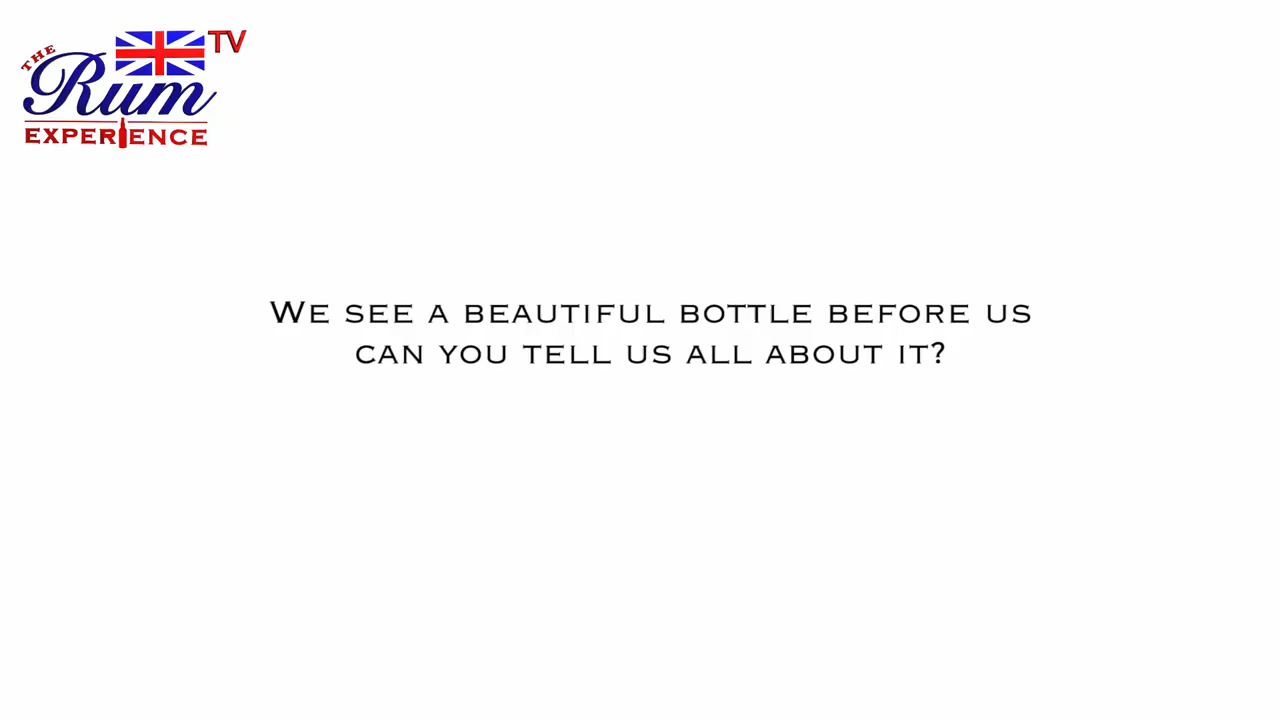 THE Rum TV
EXPERIENCE
WE SEE A BEAUTIFUL BOTTLE BEFORE US
CAN YOU TELL US ALL ABOUT IT?